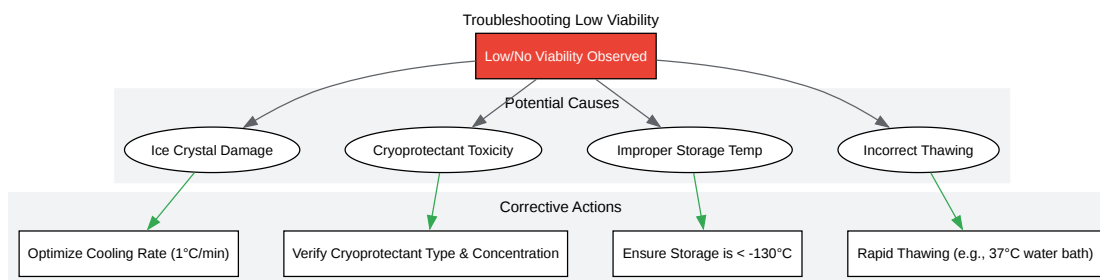 Troubleshooting Low Viability
Low/No Viability Observed
Potential Causes
Ice Crystal Damage
Cryoprotectant Toxicity
Improper Storage Temp
Incorrect Thawing
Corrective Actions
Optimize Cooling Rate (1°C/min)
Verify Cryoprotectant Type & Concentration
Ensure Storage is < -130°C
Rapid Thawing (e.g., 37°C water bath)